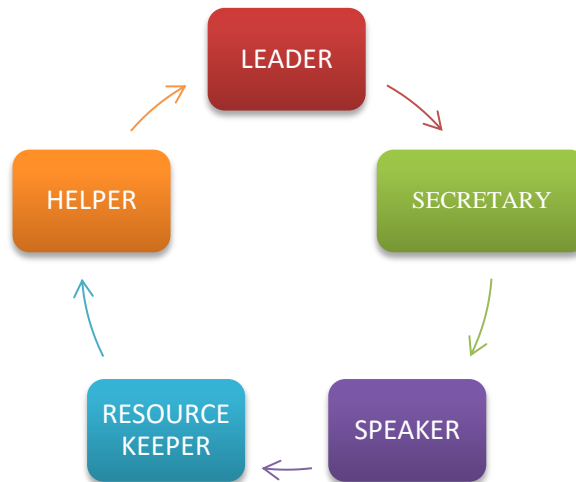 LEADER
SECRETARY
SPEAKER
RESOURCE
KEEPER
HELPER